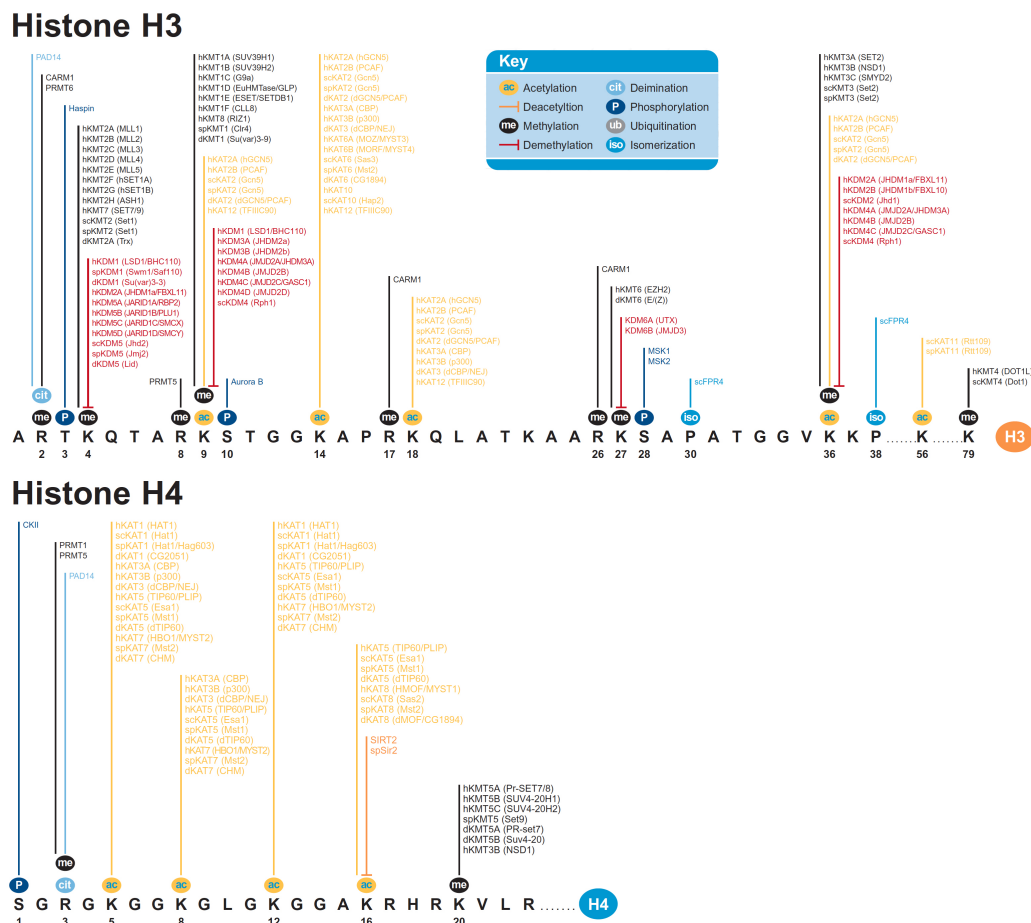 Histone H3
PAD14
CARM1
PRMT6
Haspin
hKMT2A (MLL1)
hKMT2B (MLL2)
hKMT2C (MLL3)
hKMT2D (MLL4)
hKMT2E (MLL5)
hKMT2F (hSET1A)
hKMT2G (hSET1B)
hKMT2H (ASH1)
hKMT7 (SET7/9)
scKMT2 (Set1)
spKMT2 (Set1)
dKMT2A (Trx)
hKDM1 (LSD1/BHC110)
spKDM1 (Swm1/Saf110)
dKDM1 (Su(var)3-3)
hKDM2A (JHDM1a/FBXL11)
hKDM5A (JARID1A/RBP2)
hKDM5B (JARID1B/PLU1)
hKDM5C (JARID1C/SMCX)
hKDM5D (JARID1D/SMCY)
scKDM5 (Jhd2)
spKDM5 (Jmj2)
dKDM5 (Lid)
PRMT5
hKMT1A (SUV39H1)
hKMT1B (SUV39H2)
hKMT1C (G9a)
hKMT1D (EuHMTase/GLP)
hKMT1E (ESET/SETDB1)
hKMT1F (CLL8)
hKMT8 (RIZ1)
spKMT1 (Clr4)
dKMT1 (Su(var)3-9)
hKAT2A (hGCN5)
hKAT2B (PCAF)
scKAT2 (Gcn5)
spKAT2 (Gcn5)
dKAT2 (dGCN5/PCAF)
hKAT12 (TFIIIC90)
hKDM1 (LSD1/BHC110)
hKDM3A (JHDM2a)
hKDM3B (JHDM2b)
hKDM4A (JMJD2A/JHDM3A)
hKDM4B (JMJD2B)
hKDM4C (JMJD2C/GASC1)
hKDM4D (JMJD2D)
scKDM4 (Rph1)
Aurora B
hKAT2A (hGCN5)
hKAT2B (PCAF)
scKAT2 (Gcn5)
spKAT2 (Gcn5)
dKAT2 (dGCN5/PCAF)
hKAT3A (CBP)
hKAT3B (p300)
dKAT3 (dCBP/NEJ)
hKAT6A (MOZ/MYST3)
hKAT6B (MORF/MYST4)
scKAT6 (Sas3)
spKAT6 (Mst2)
dKAT6 (CG1894)
hKAT10
scKAT10 (Hap2)
hKAT12 (TFIIIC90)
CARM1
hKAT2A (hGCN5)
hKAT2B (PCAF)
scKAT2 (Gcn5)
spKAT2 (Gcn5)
dKAT2 (dGCN5/PCAF)
hKAT3A (CBP)
hKAT3B (p300)
dKAT3 (dCBP/NEJ)
hKAT12 (TFIIIC90)
Key
ac Acetylation
Deacetyltion
me Methylation
Demethylation
cit Deimination
P Phosphorylation
ub Ubiquitination
iso Isomerization
CARM1
hKMT6 (EZH2)
dKMT6 (E/(Z))
KDM6A (UTX)
KDM6B (JMJD3)
MSK1
MSK2
scFPR4
hKMT3A (SET2)
hKMT3B (NSD1)
hKMT3C (SMYD2)
scKMT3 (Set2)
spKMT3 (Set2)
hKAT2A (hGCN5)
hKAT2B (PCAF)
scKAT2 (Gcn5)
spKAT2 (Gcn5)
dKAT2 (dGCN5/PCAF)
hKDM2A (JHDM1a/FBXL11)
hKDM2B (JHDM1b/FBXL10)
scKDM2 (Jhd1)
hKDM4A (JMJD2A/JHDM3A)
hKDM4B (JMJD2B)
hKDM4C (JMJD2C/GASC1)
scKDM4 (Rph1)
scFPR4
scKAT11 (Rtt109)
spKAT11 (Rtt109)
hKMT4 (DOT1L)
scKMT4 (Dot1)
cit me me
me P me me ac P ac me ac me me P iso ac iso ac me
A R T K Q T A R K S T G G K A P R K Q L A T K A A R K S A P A T G G V K K P ...... K ...... K H3
2 3 4 8 9 10 14 17 18 26 27 28 30 36 38 56 79
Histone H4
CKII
PRMT1
PRMT5
PAD14
hKAT1 (HAT1)
scKAT1 (Hat1)
spKAT1 (Hat1/Hag603)
dKAT1 (CG2051)
hKAT3A (CBP)
hKAT3B (p300)
dKAT3 (dCBP/NEJ)
hKAT5 (TIP60/PLIP)
scKAT5 (Esa1)
spKAT5 (Mst1)
dKAT5 (dTIP60)
hKAT7 (HBO1/MYST2)
spKAT7 (Mst2)
dKAT7 (CHM)
hKAT3A (CBP)
hKAT3B (p300)
dKAT3 (dCBP/NEJ)
hKAT5 (TIP60/PLIP)
scKAT5 (Esa1)
spKAT5 (Mst1)
dKAT5 (dTIP60)
hKAT7 (HBO1/MYST2)
spKAT7 (Mst2)
dKAT7 (CHM)
hKAT1 (HAT1)
scKAT1 (Hat1)
spKAT1 (Hat1/Hag603)
dKAT1 (CG2051)
hKAT5 (TIP60/PLIP)
scKAT5 (Esa1)
spKAT5 (Mst1)
dKAT5 (dTIP60)
hKAT7 (HBO1/MYST2)
spKAT7 (Mst2)
dKAT7 (CHM)
hKAT5 (TIP60/PLIP)
scKAT5 (Esa1)
spKAT5 (Mst1)
dKAT5 (dTIP60)
hKAT8 (HMOF/MYST1)
scKAT8 (Sas2)
spKAT8 (Mst2)
dKAT8 (dMOF/CG1894)
SIRT2
spSir2
hKMT5A (Pr-SET7/8)
hKMT5B (SUV4-20H1)
hKMT5C (SUV4-20H2)
spKMT5 (Set9)
dKMT5A (PR-set7)
dKMT5B (Suv4-20)
hKMT3B (NSD1)
me
P cit ac ac ac ac me
S G R G K G G K G L G K G G A K R H R K V L R ...... H4
1 3 5 8 12 16 20